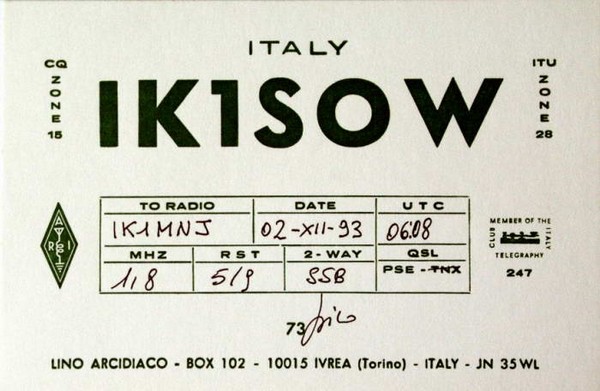 ITALY
CQ ZONE 15
IK1SOW
ITU ZONE 28
TO RADIO DATE UTC
IK1MNJ 02-XII-93 06:08
MHZ RST 2-WAY QSL
1,8 5/9 SSB PSE - TNX
ARI
MEMBER OF THE
ITALY
CLUB
TELEGRAPHY
247
73
LINO ARCIDIACO - BOX 102 - 10015 IVREA (Torino) - ITALY - JN 35 WL